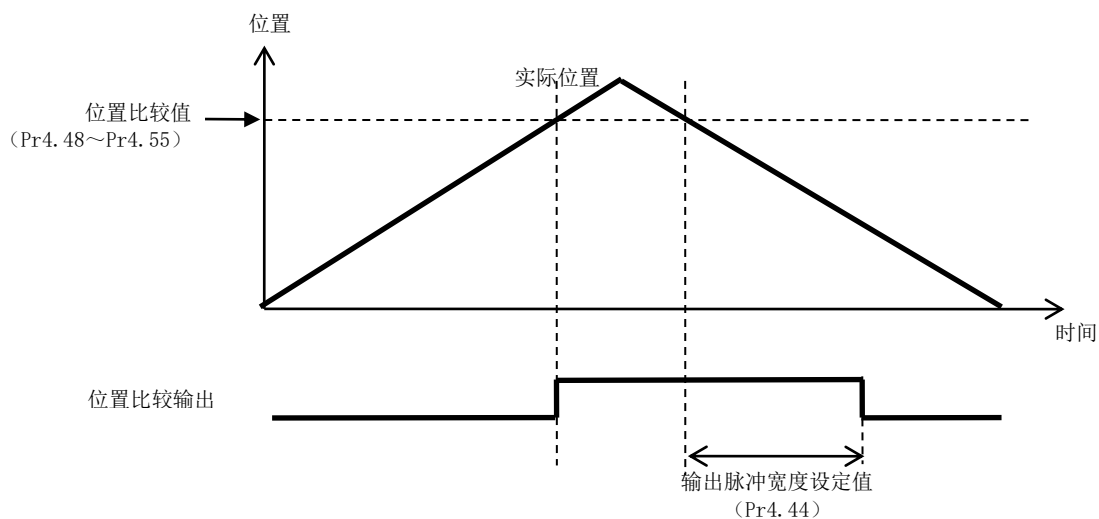 位置
实际位置
位置比较值
（Pr4.48～Pr4.55）
时间
位置比较输出
输出脉冲宽度设定值
（Pr4.44）